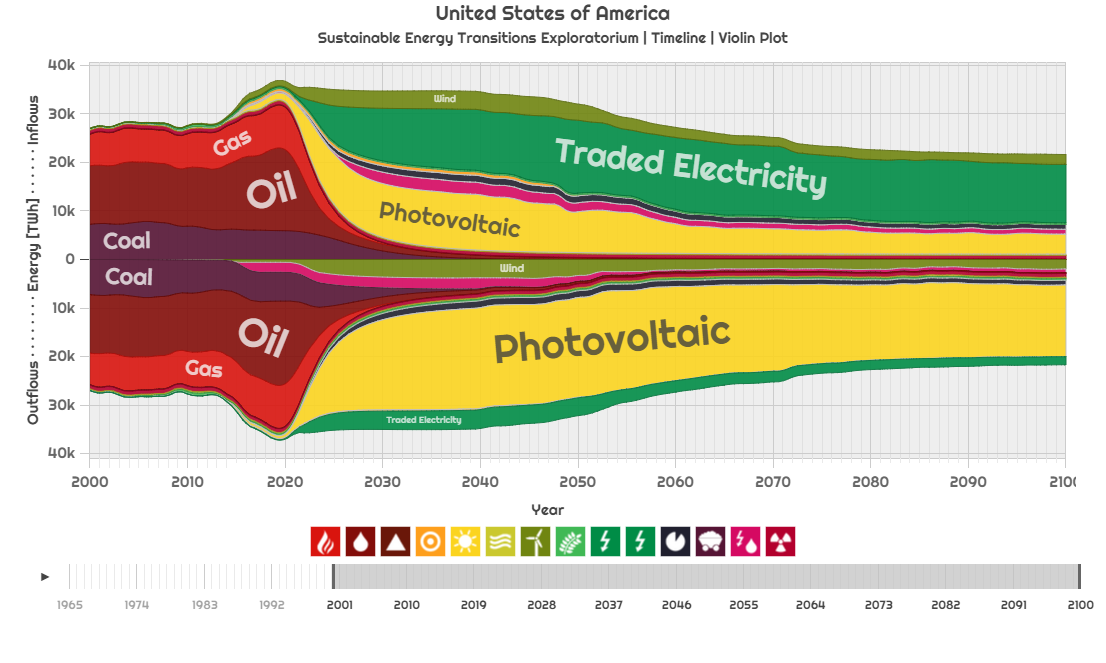 United States of America
Sustainable Energy Transitions Exploratorium | Timeline | Violin Plot
Outflows · · · · · · · · · Energy [TWh] · · · · · · Inflows
40k
30k
20k
10k
0
10k
20k
30k
40k
Wind
Gas
Traded Electricity
Oil
Photovoltaic
Coal
Coal
Wind
Oil
Photovoltaic
Gas
Traded Electricity
2000 2010 2020 2030 2040 2050 2060 2070 2080 2090 210
Year
1965 1974 1983 1992 2001 2010 2019 2028 2037 2046 2055 2064 2073 2082 2091 2100